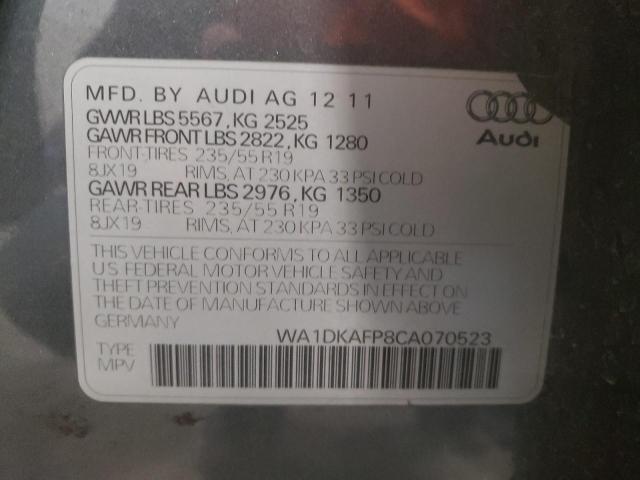 MFD. BY AUDI AG 12 11
GVWR LBS 5567, KG 2525
GAWR FRONT LBS 2822, KG 1280
FRONT-TIRES 235/55 R19
8JX19 RIMS, AT 230 KPA 33 PSI COLD
GAWR REAR LBS 2976, KG 1350
REAR-TIRES 235/55 R19
8JX19 RIMS, AT 230 KPA 33 PSI COLD
Audi
THIS VEHICLE CONFORMS TO ALL APPLICABLE
U.S. FEDERAL MOTOR VEHICLE SAFETY AND
THEFT PREVENTION STANDARDS IN EFFECT ON
THE DATE OF MANUFACTURE SHOWN ABOVE
GERMANY
WA1DKAFP8CA070523
TYPE
MPV